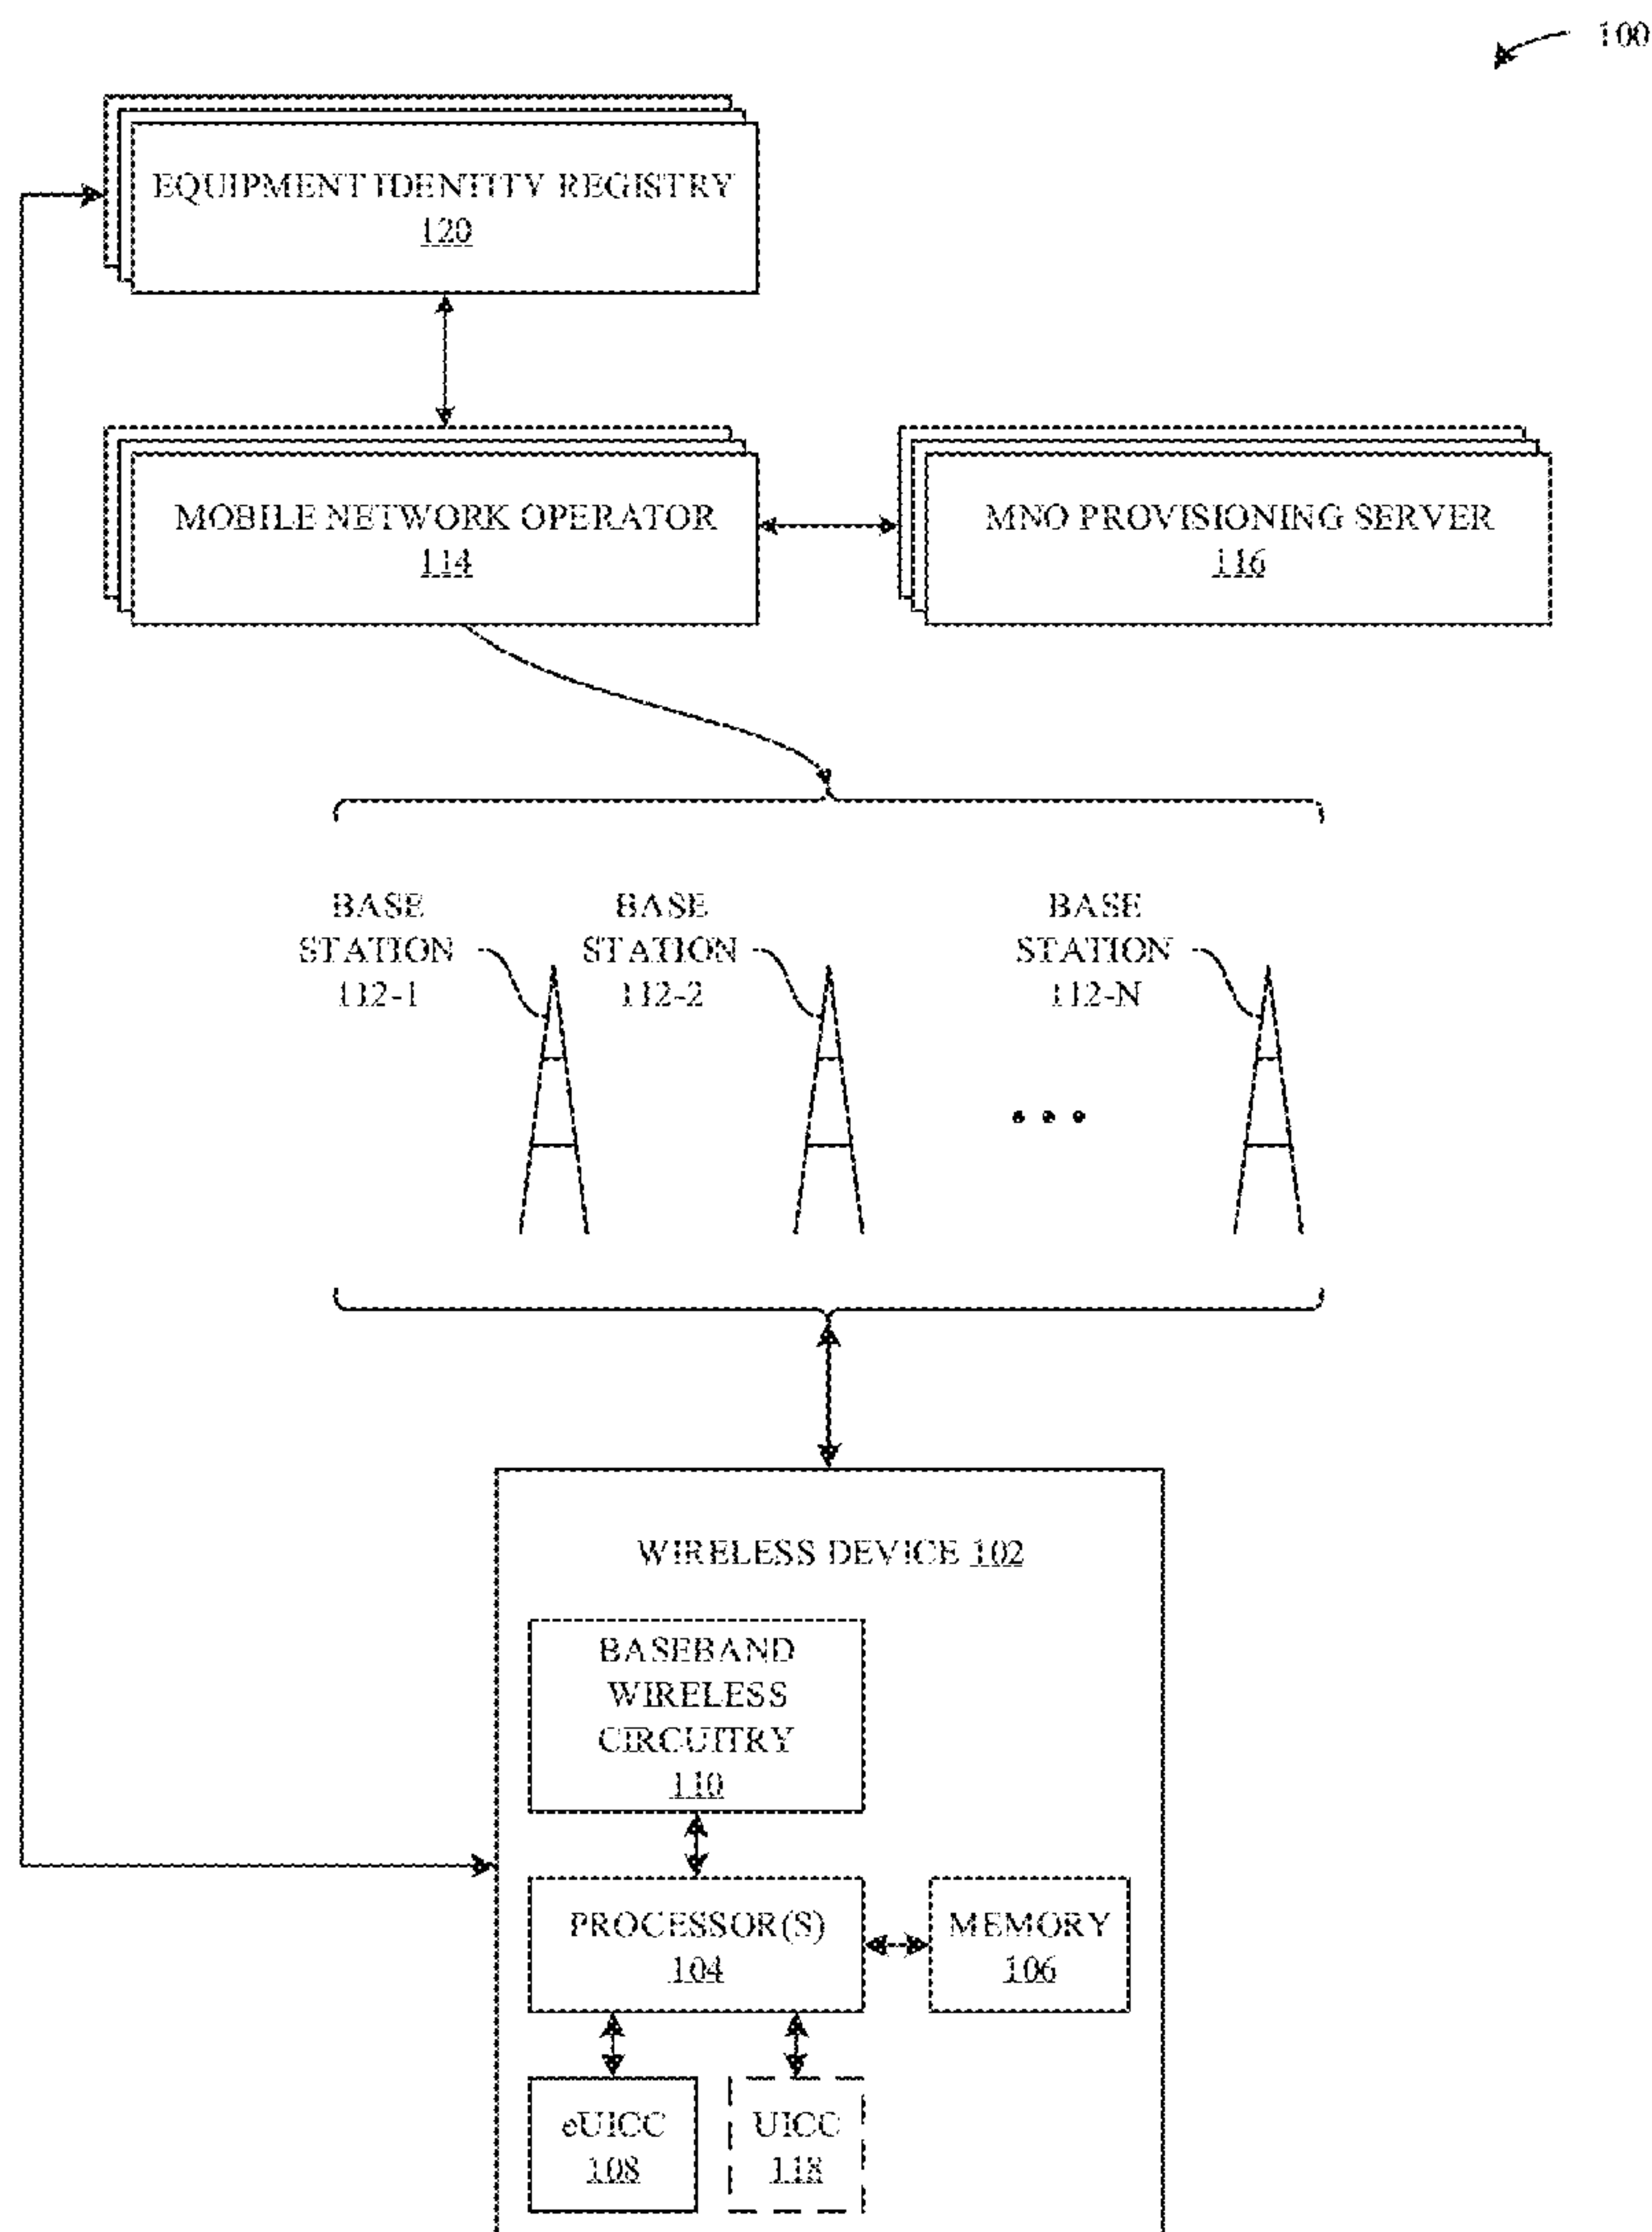 100
EQUIPMENT IDENTITY REGISTRY
120
MOBILE NETWORK OPERATOR
114
MNO PROVISIONING SERVER
116
BASE
STATION
112-1
BASE
STATION
112-2
BASE
STATION
112-N
WIRELESS DEVICE 102
BASEBAND
WIRELESS
CIRCUITRY
110
PROCESSOR(S)
104
MEMORY
106
eUICC
108
UICC
118